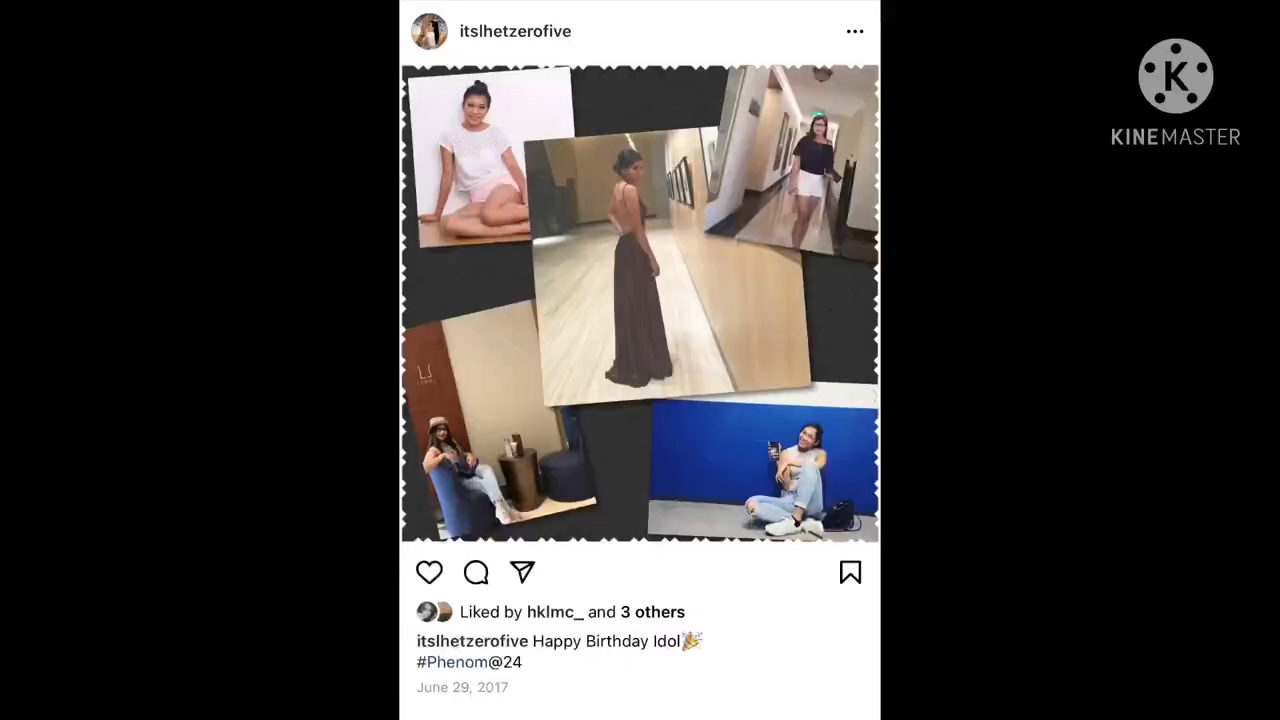 itslhetzerofive
K
KINEMASTER
Liked by hklmc_ and 3 others
itslhetzerofive Happy Birthday Idol🎉
#Phenom@24
June 29, 2017